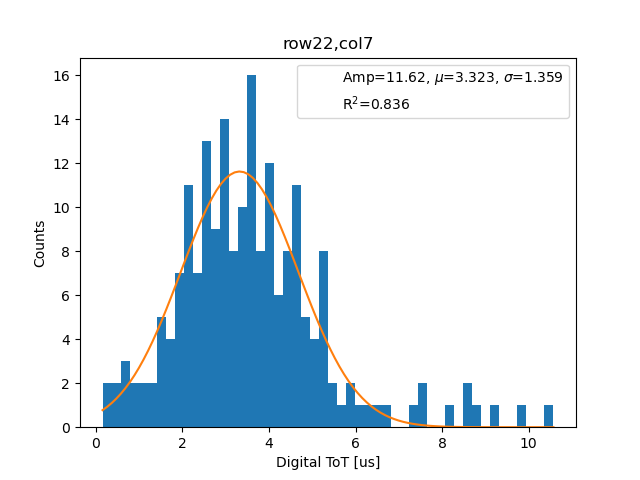 row22,col7
Amp=11.62, μ=3.323, σ=1.359
R²=0.836
16
14
12
10
8
6
4
2
0
Counts
0 2 4 6 8 10
Digital ToT [us]